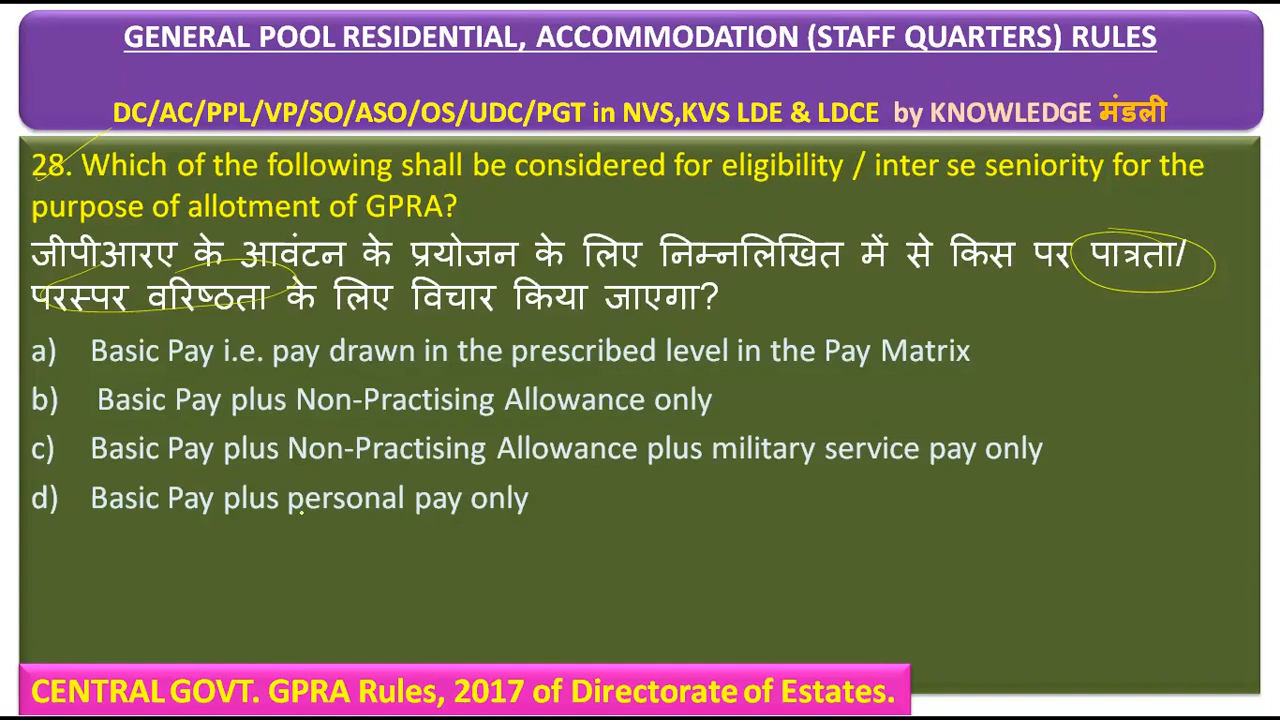 GENERAL POOL RESIDENTIAL, ACCOMMODATION (STAFF QUARTERS) RULES
DC/AC/PPL/VP/SO/ASO/OS/UDC/PGT in NVS,KVS LDE & LDCE by KNOWLEDGE मंडली
28. Which of the following shall be considered for eligibility / inter se seniority for the
purpose of allotment of GPRA?
जीपीआरए के आवंटन के प्रयोजन के लिए निम्नलिखित में से किस पर पात्रता/
परस्पर वरिष्ठता के लिए विचार किया जाएगा?
a) Basic Pay i.e. pay drawn in the prescribed level in the Pay Matrix
b) Basic Pay plus Non-Practising Allowance only
c) Basic Pay plus Non-Practising Allowance plus military service pay only
d) Basic Pay plus personal pay only
CENTRAL GOVT. GPRA Rules, 2017 of Directorate of Estates.